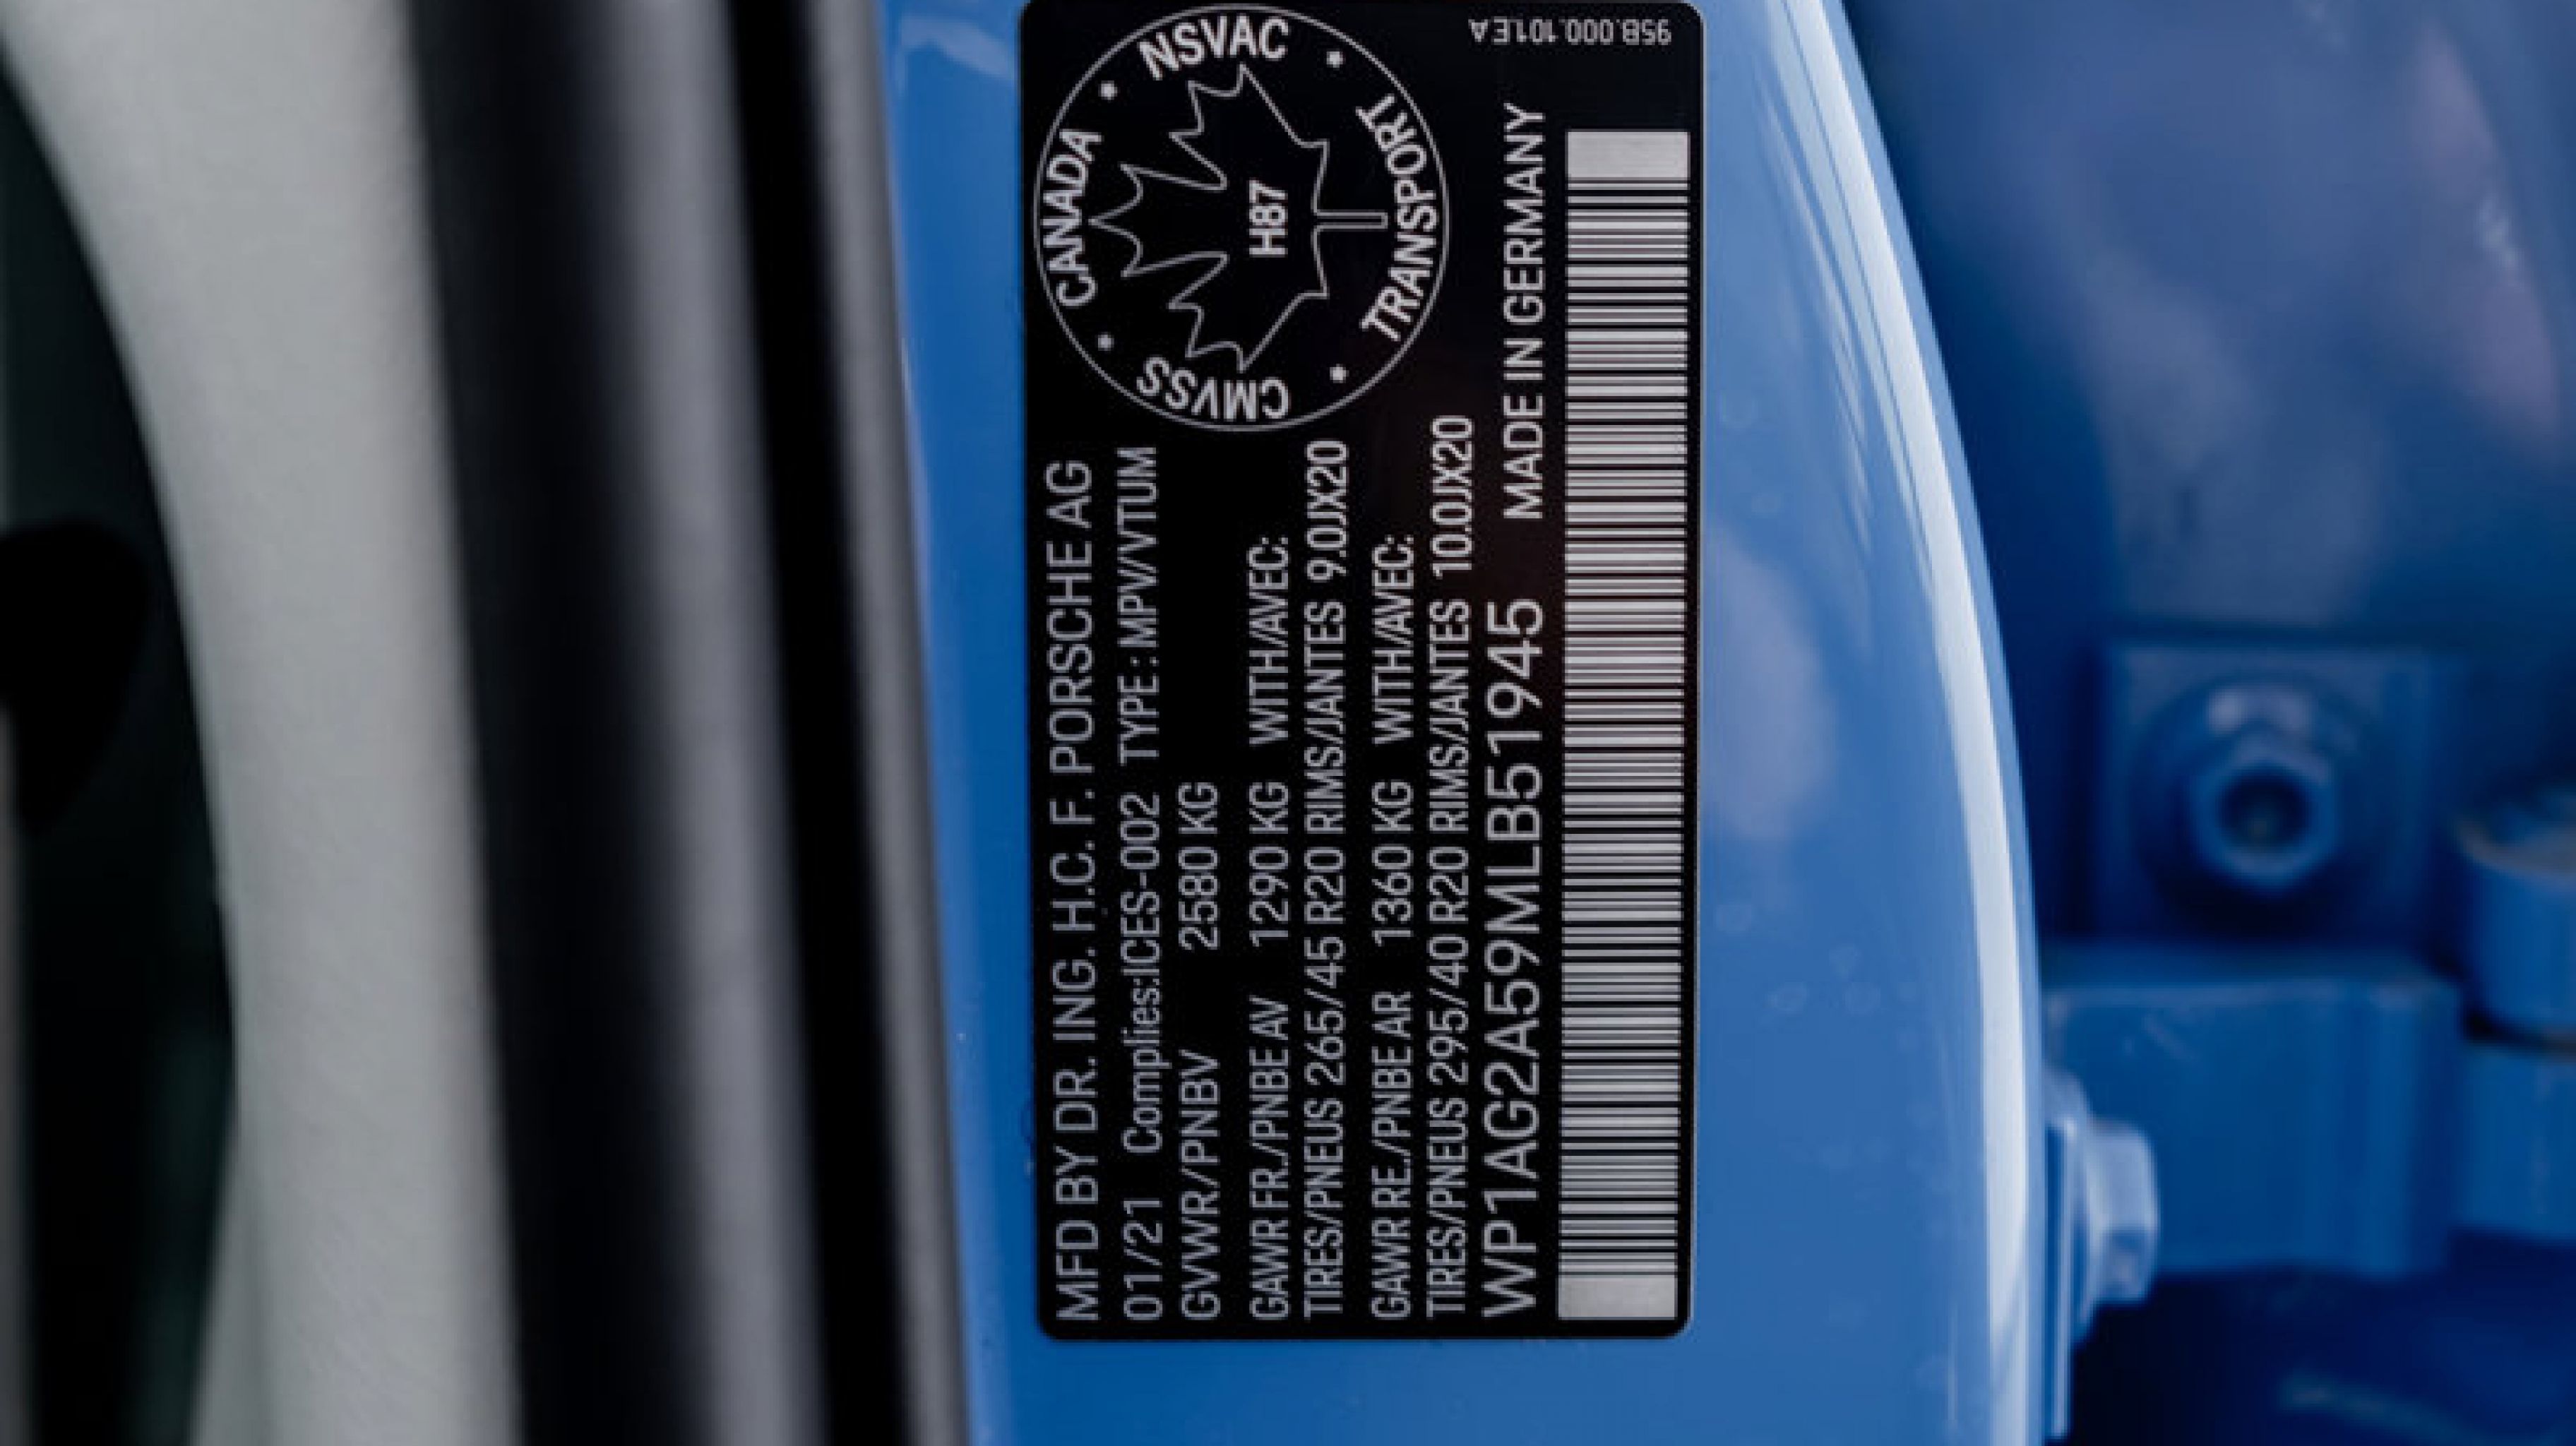 MFD BY DR. ING. H.C. F. PORSCHE AG
01/21 Complies:ICES-002 TYPE: MPV/VTUM
GVWR/PNBV 2580 KG
GAWR FR./PNBE AV 1290 KG WITH/AVEC:
TIRES/PNEUS 265/45 R20 RIMS/JANTES 9.0JX20
GAWR RE./PNBE AR 1360 KG WITH/AVEC:
TIRES/PNEUS 295/40 R20 RIMS/JANTES 10.0JX20
WP1AG2A59MLB51945 MADE IN GERMANY
CANADA
NSVAC
TRANSPORT
CMVSS
H87
95B.000.101.EA